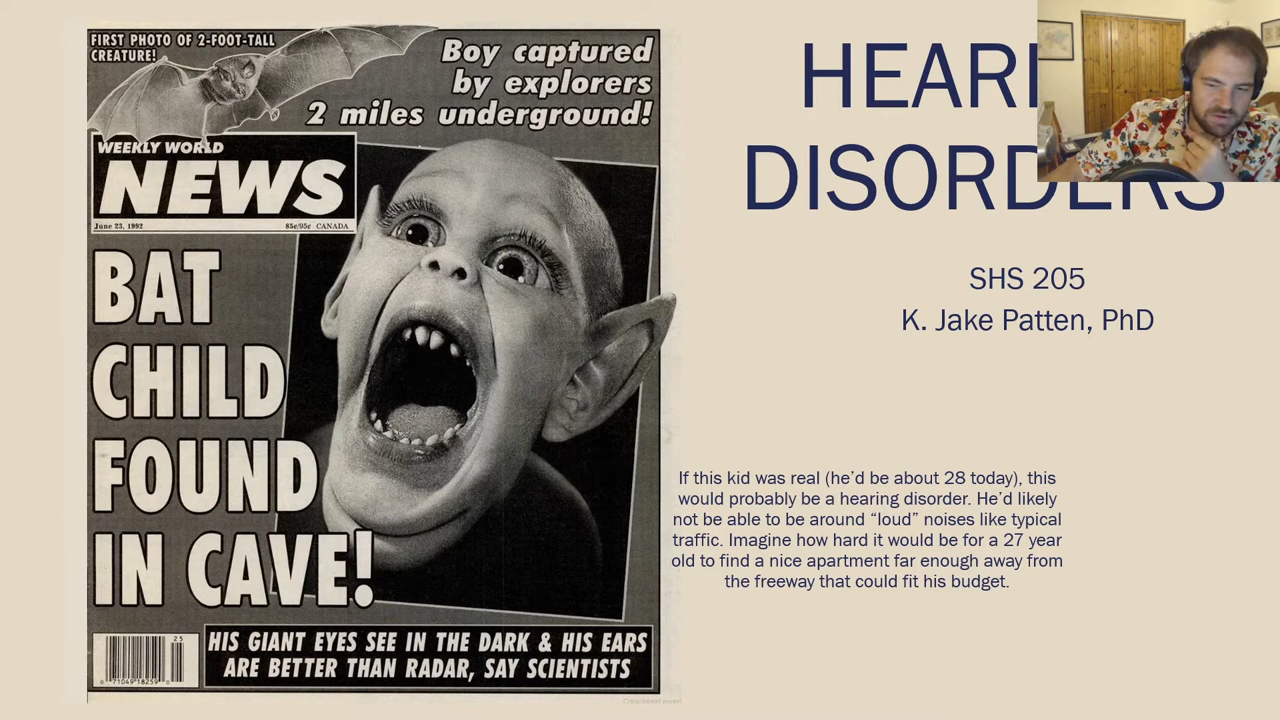 FIRST PHOTO OF 2-FOOT-TALL
CREATURE!
Boy captured
by explorers
2 miles underground!
WEEKLY WORLD
NEWS
June 23, 1992
85¢/95¢ CANADA
BAT
CHILD
FOUND
IN CAVE!
25
0 71049 18259 0
HIS GIANT EYES SEE IN THE DARK & HIS EARS
ARE BETTER THAN RADAR, SAY SCIENTISTS
HEARI
DISORDERS
SHS 205
K. Jake Patten, PhD
If this kid was real (he’d be about 28 today), this
would probably be a hearing disorder. He’d likely
not be able to be around “loud” noises like typical
traffic. Imagine how hard it would be for a 27 year
old to find a nice apartment far enough away from
the freeway that could fit his budget.